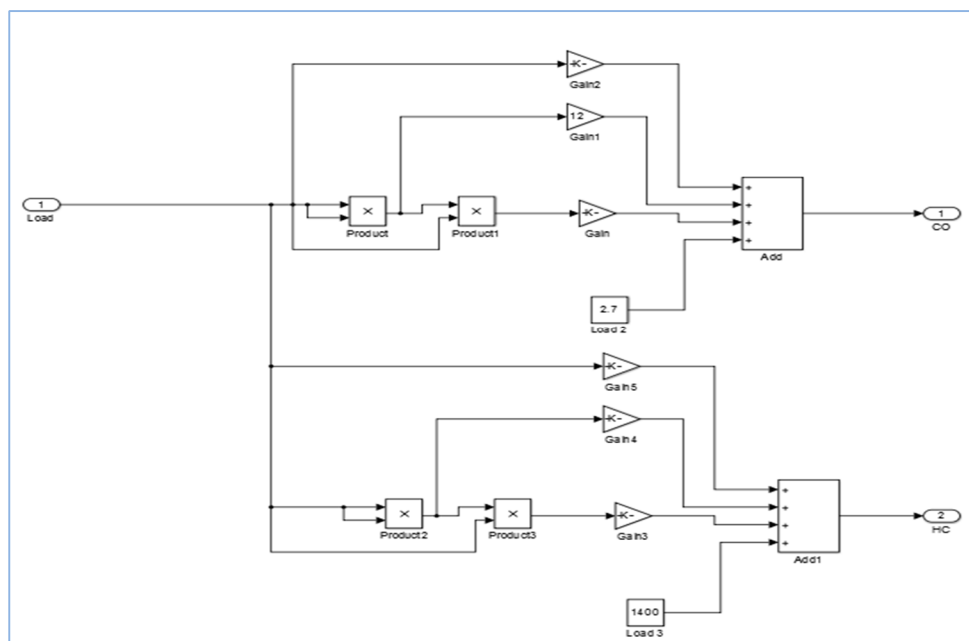 -K-
Gain2
12
Gain1
1
Load
×
Product
×
Product1
-K-
Gain
+
+
+
+
Add
1
CO
2.7
Load 2
-K-
Gain5
-K-
Gain4
×
Product2
×
Product3
-K-
Gain3
+
+
+
+
Add1
2
HC
1400
Load 3